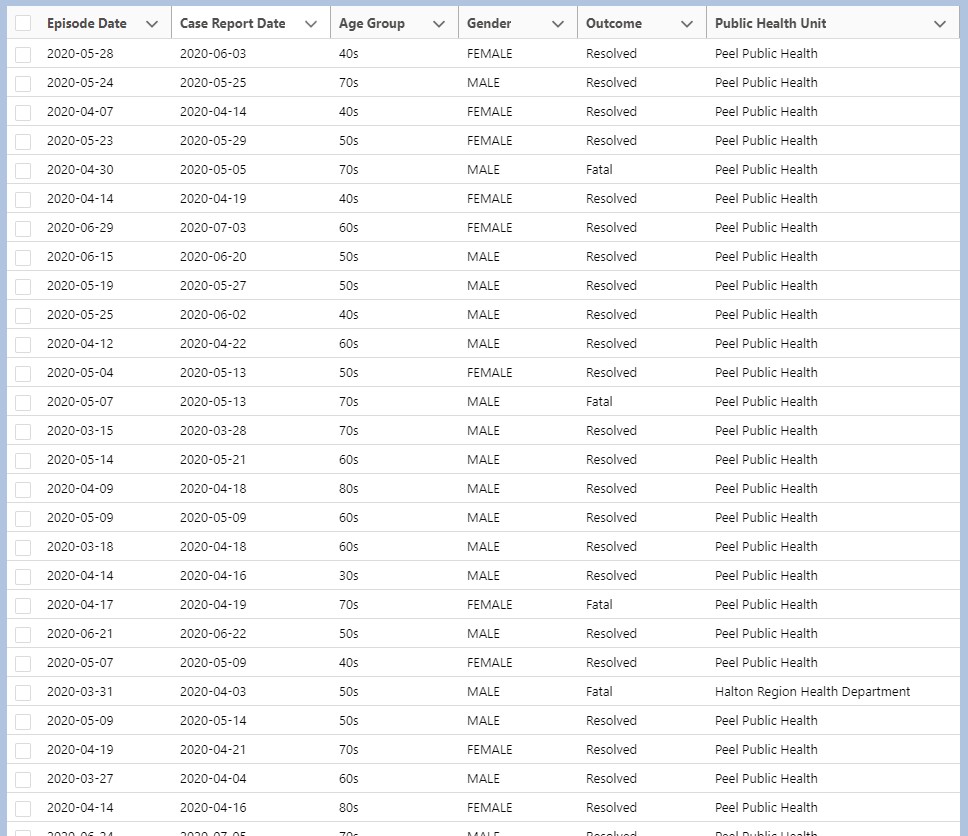 Episode Date Case Report Date Age Group Gender Outcome Public Health Unit
2020-05-28 2020-06-03 40s FEMALE Resolved Peel Public Health
2020-05-24 2020-05-25 70s MALE Resolved Peel Public Health
2020-04-07 2020-04-14 40s FEMALE Resolved Peel Public Health
2020-05-23 2020-05-29 50s FEMALE Resolved Peel Public Health
2020-04-30 2020-05-05 70s MALE Fatal Peel Public Health
2020-04-14 2020-04-19 40s FEMALE Resolved Peel Public Health
2020-06-29 2020-07-03 60s FEMALE Resolved Peel Public Health
2020-06-15 2020-06-20 50s MALE Resolved Peel Public Health
2020-05-19 2020-05-27 50s MALE Resolved Peel Public Health
2020-05-25 2020-06-02 40s MALE Resolved Peel Public Health
2020-04-12 2020-04-22 60s MALE Resolved Peel Public Health
2020-05-04 2020-05-13 50s FEMALE Resolved Peel Public Health
2020-05-07 2020-05-13 70s MALE Fatal Peel Public Health
2020-03-15 2020-03-28 70s MALE Resolved Peel Public Health
2020-05-14 2020-05-21 60s MALE Resolved Peel Public Health
2020-04-09 2020-04-18 80s MALE Resolved Peel Public Health
2020-05-09 2020-05-09 60s MALE Resolved Peel Public Health
2020-03-18 2020-04-18 60s MALE Resolved Peel Public Health
2020-04-14 2020-04-16 30s MALE Resolved Peel Public Health
2020-04-17 2020-04-19 70s FEMALE Fatal Peel Public Health
2020-06-21 2020-06-22 50s MALE Resolved Peel Public Health
2020-05-07 2020-05-09 40s FEMALE Resolved Peel Public Health
2020-03-31 2020-04-03 50s MALE Fatal Halton Region Health Department
2020-05-09 2020-05-14 50s MALE Resolved Peel Public Health
2020-04-19 2020-04-21 70s FEMALE Resolved Peel Public Health
2020-03-27 2020-04-04 60s MALE Resolved Peel Public Health
2020-04-14 2020-04-16 80s FEMALE Resolved Peel Public Health
MALE Resolved Peel Public Health